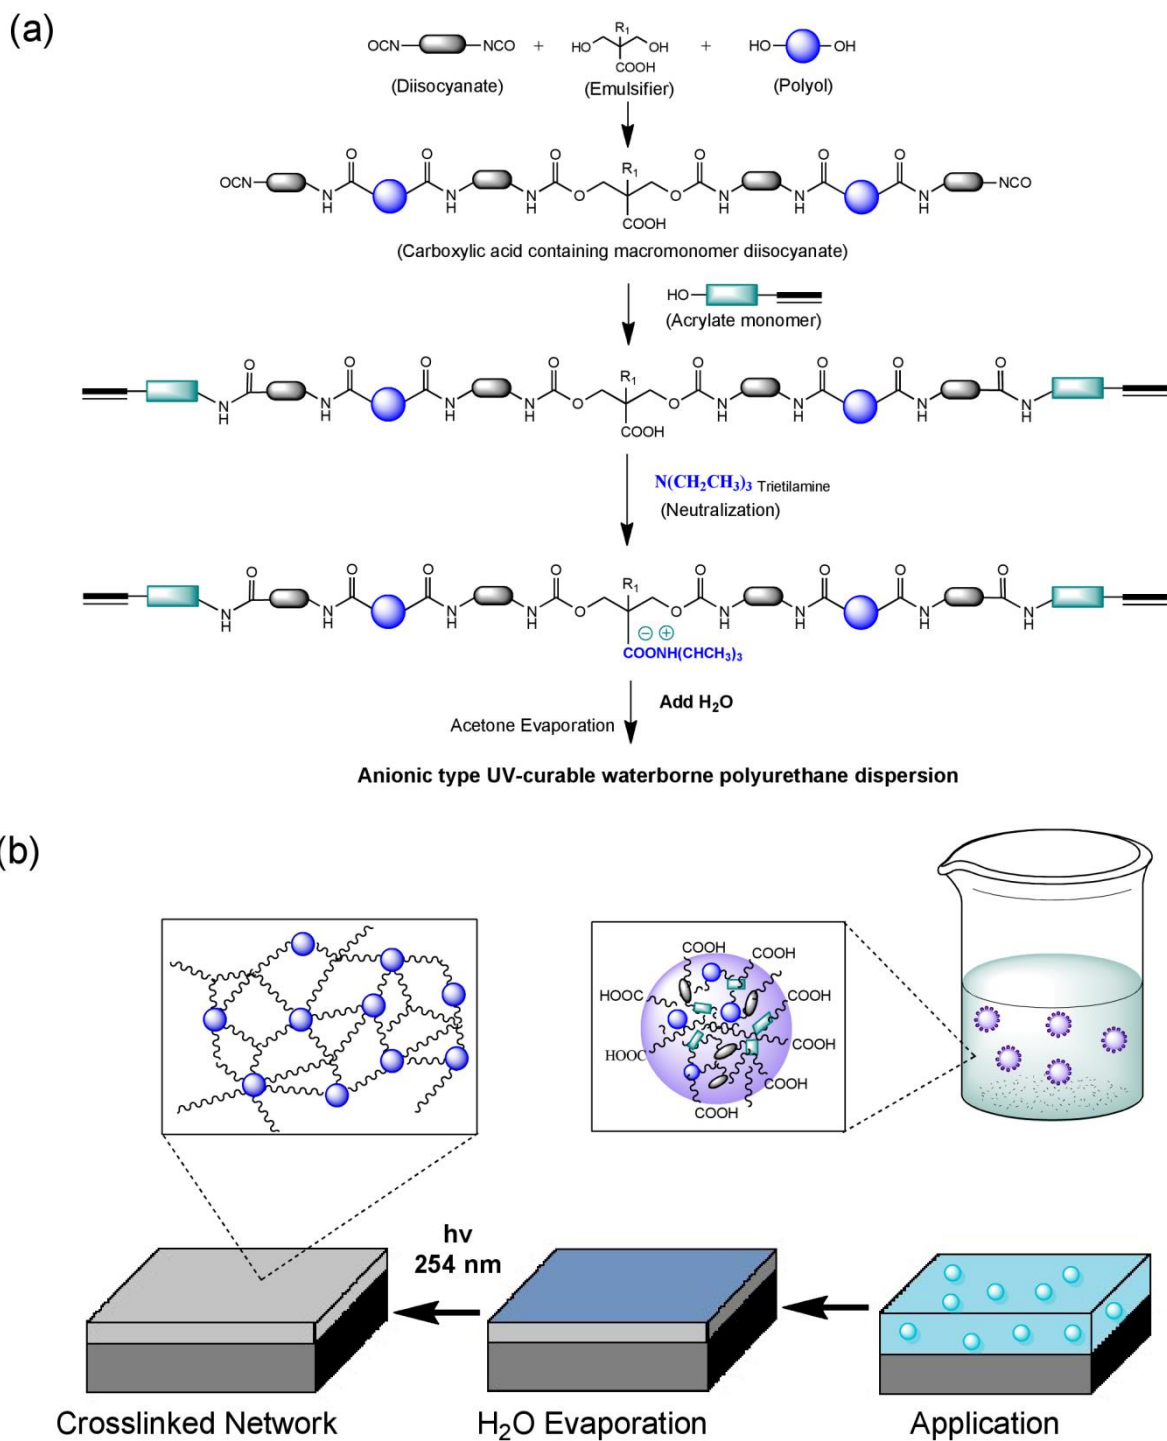 (a)
OCN NCO + R1 HO OH COOH + HO OH
(Diisocyanate) (Emulsifier) (Polyol)
O O O O O O
OCN N H N H N H O R1 O N H N H N H NCO
COOH
(Carboxylic acid containing macromonomer diisocyanate)
HO
(Acrylate monomer)
O O O O O O O O
N H N H N H N H O R1 O N H N H N H N H
COOH
N(CH2CH3)3 Trietilamine
(Neutralization)
O O O O O O O O
N H N H N H N H O R1 O N H N H N H N H
⊖ ⊕
COONH(CHCH3)3
Add H2O
Acetone Evaporation
Anionic type UV-curable waterborne polyurethane dispersion
(b)
COOH COOH
HOOC COOH
HOOC COOH
COOH COOH
hv
254 nm
Crosslinked Network H2O Evaporation Application